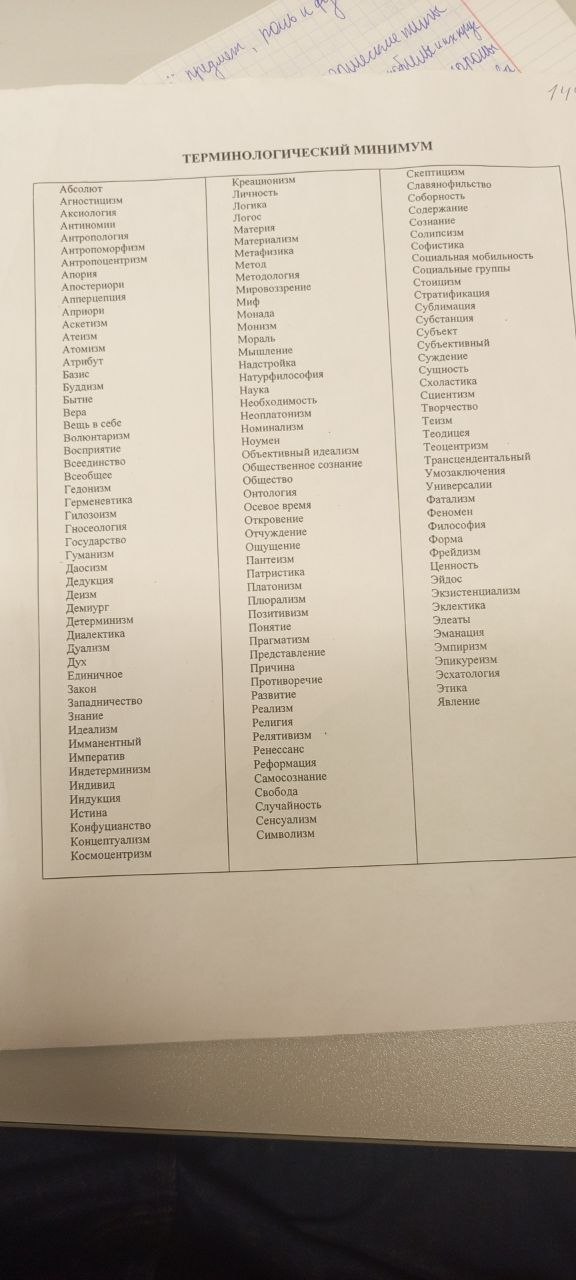 предмет, роль и
ТЕРМИНОЛОГИЧЕСКИЙ МИНИМУМ
Абсолют
Агностицизм
Аксиология
Антиномии
Антропология
Антропоморфизм
Антропоцентризм
Апория
Апостериори
Апперцепция
Априори
Аскетизм
Атеизм
Атомизм
Атрибут
Базис
Буддизм
Бытие
Вера
Вещь в себе
Волюнтаризм
Восприятие
Всеединство
Всеобщее
Гедонизм
Герменевтика
Гилозоизм
Гносеология
Государство
Гуманизм
Даосизм
Дедукция
Деизм
Демиург
Детерминизм
Диалектика
Дуализм
Дух
Единичное
Закон
Западничество
Знание
Идеализм
Имманентный
Императив
Индетерминизм
Индивид
Индукция
Истина
Конфуцианство
Концептуализм
Космоцентризм
Креационизм
Личность
Логика
Логос
Материя
Материализм
Метафизика
Метод
Методология
Мировоззрение
Миф
Монада
Монизм
Мораль
Мышление
Надстройка
Натурфилософия
Наука
Необходимость
Неоплатонизм
Номинализм
Ноумен
Объективный идеализм
Общественное сознание
Общество
Онтология
Осевое время
Откровение
Отчуждение
Ощущение
Пантеизм
Патристика
Платонизм
Плюрализм
Позитивизм
Понятие
Прагматизм
Представление
Причина
Противоречие
Развитие
Реализм
Религия
Релятивизм
Ренессанс
Реформация
Самосознание
Свобода
Случайность
Сенсуализм
Символизм
Скептицизм
Славянофильство
Соборность
Содержание
Сознание
Солипсизм
Софистика
Социальная мобильность
Социальные группы
Стоицизм
Стратификация
Сублимация
Субстанция
Субъект
Субъективный
Суждение
Сущность
Схоластика
Сциентизм
Творчество
Теизм
Теодицея
Теоцентризм
Трансцендентальный
Умозаключения
Универсалии
Фатализм
Феномен
Философия
Форма
Фрейдизм
Ценность
Эйдос
Экзистенциализм
Эклектика
Элеаты
Эманация
Эмпиризм
Эпикуреизм
Эсхатология
Этика
Явление